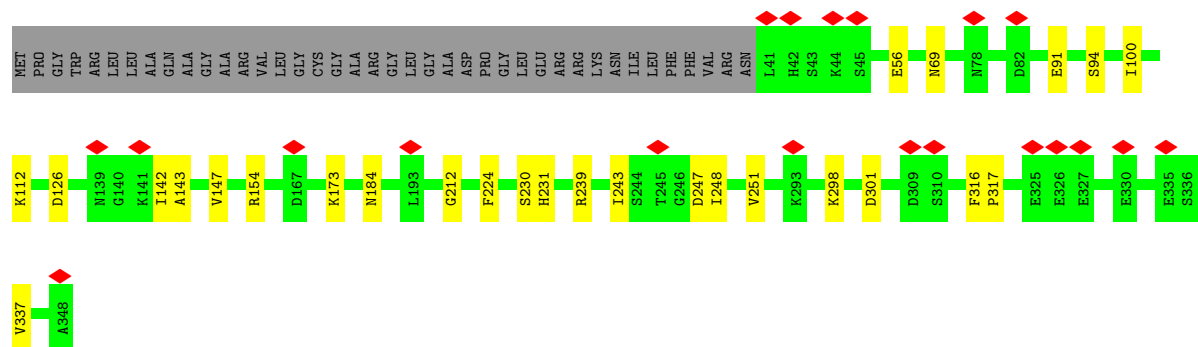 MET PRO GLY TRP ARG LEU LEU ALA GLN ALA GLY ALA ARG VAL LEU GLY CYS GLY ALA ARG GLY LEU GLY ALA ASP PRO GLY LEU GLU ARG ARG LYS ASN ILE LEU PHE PHE VAL ARG ASN L41 H42 S43 K44 S45 E56 N69 N78 D82 E91 S94 I100
K112 D126 N139 G140 K141 I142 A143 V147 R154 D167 K173 N184 L193 G212 F224 S230 H231 R239 I243 S244 T245 G246 D247 I248 V251 K293 K298 D301 D309 S310 F316 P317 E325 E326 E327 E330 E335 S336
V337 A348